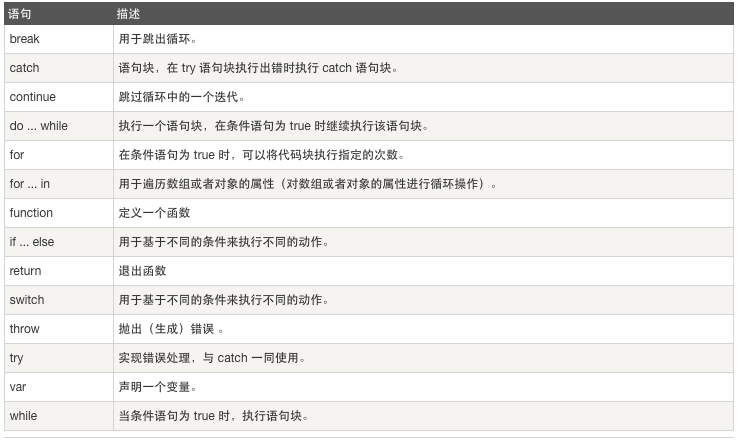 语句 描述
break 用于跳出循环。
catch 语句块，在 try 语句块执行出错时执行 catch 语句块。
continue 跳过循环中的一个迭代。
do ... while 执行一个语句块，在条件语句为 true 时继续执行该语句块。
for 在条件语句为 true 时，可以将代码块执行指定的次数。
for ... in 用于遍历数组或者对象的属性（对数组或者对象的属性进行循环操作）。
function 定义一个函数
if ... else 用于基于不同的条件来执行不同的动作。
return 退出函数
switch 用于基于不同的条件来执行不同的动作。
throw 抛出（生成）错误 。
try 实现错误处理，与 catch 一同使用。
var 声明一个变量。
while 当条件语句为 true 时，执行语句块。